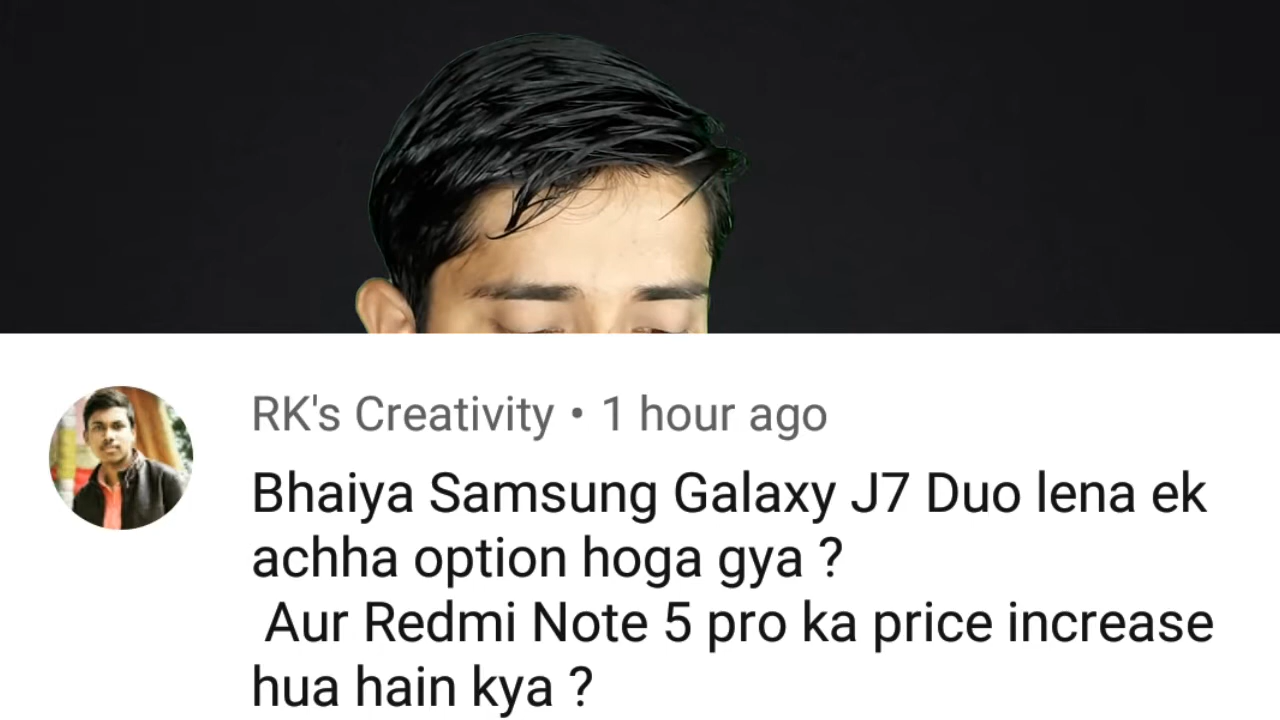 RK's Creativity • 1 hour ago
Bhaiya Samsung Galaxy J7 Duo lena ek
achha option hoga gya ?
Aur Redmi Note 5 pro ka price increase
hua hain kya ?